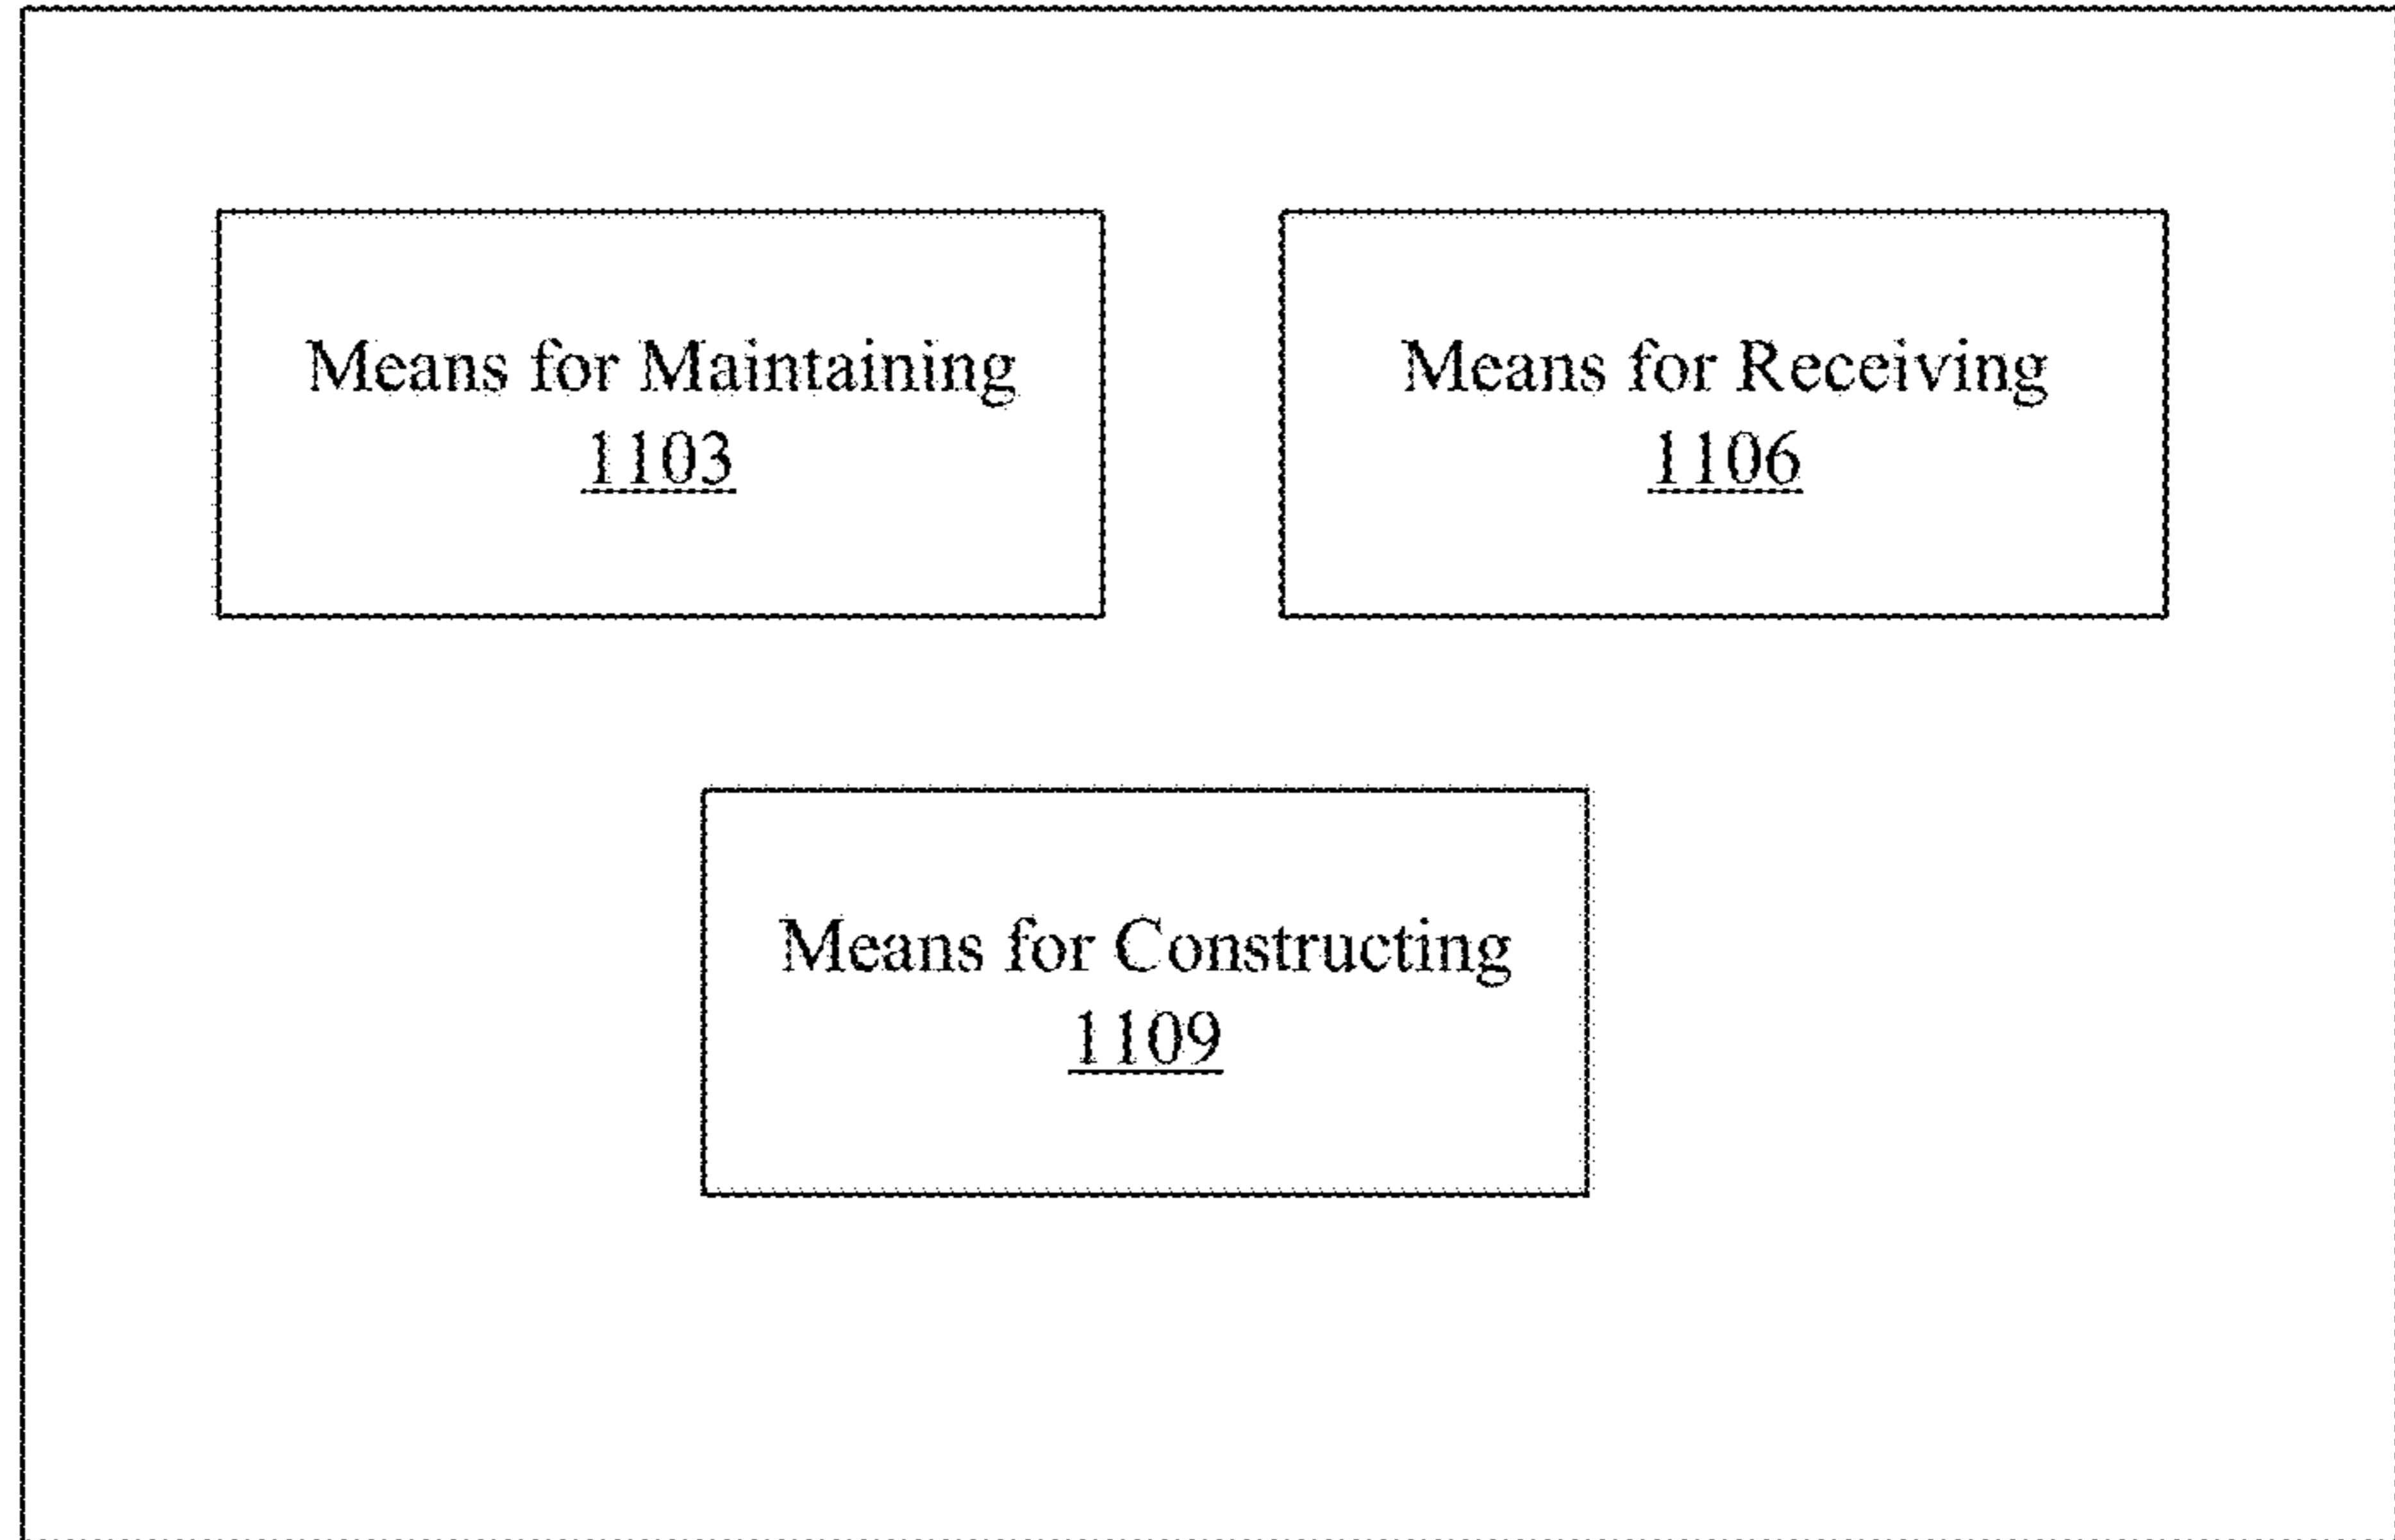 Means for Maintaining
1103
Means for Receiving
1106
Means for Constructing
1109